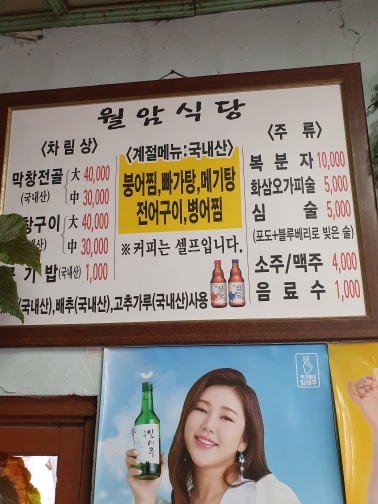 월암식당
<차림상>
막창전골 大 40,000
(국내산) 中 30,000
탕구이 大 40,000
中 30,000
기밥(국내산) 1,000
(국내산),배추(국내산),고추가루(국내산)사용
<계절메뉴:국내산>
붕어찜,빠가탕,메기탕
전어구이,병어찜
※커피는 셀프입니다.
<주류>
복분자 10,000
화삼오가피술 5,000
심술 5,000
(포도+블루베리로 빚은 술)
소주/맥주 4,000
음료수 1,000
잎새주